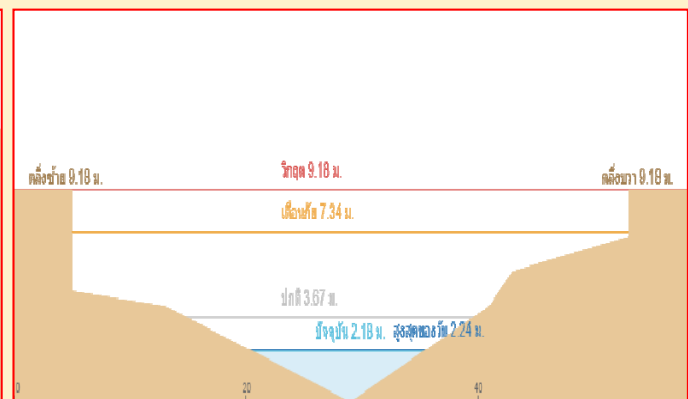 วิกฤต 9.18 ม.
ตลิ่งซ้าย 9.18 ม. ตลิ่งขวา 9.18 ม.
เตือนภัย 7.34 ม.
ปกติ 3.67 ม.
ปัจจุบัน 2.18 ม. สูงสุดของวัน 2.24 ม.
0 20 40